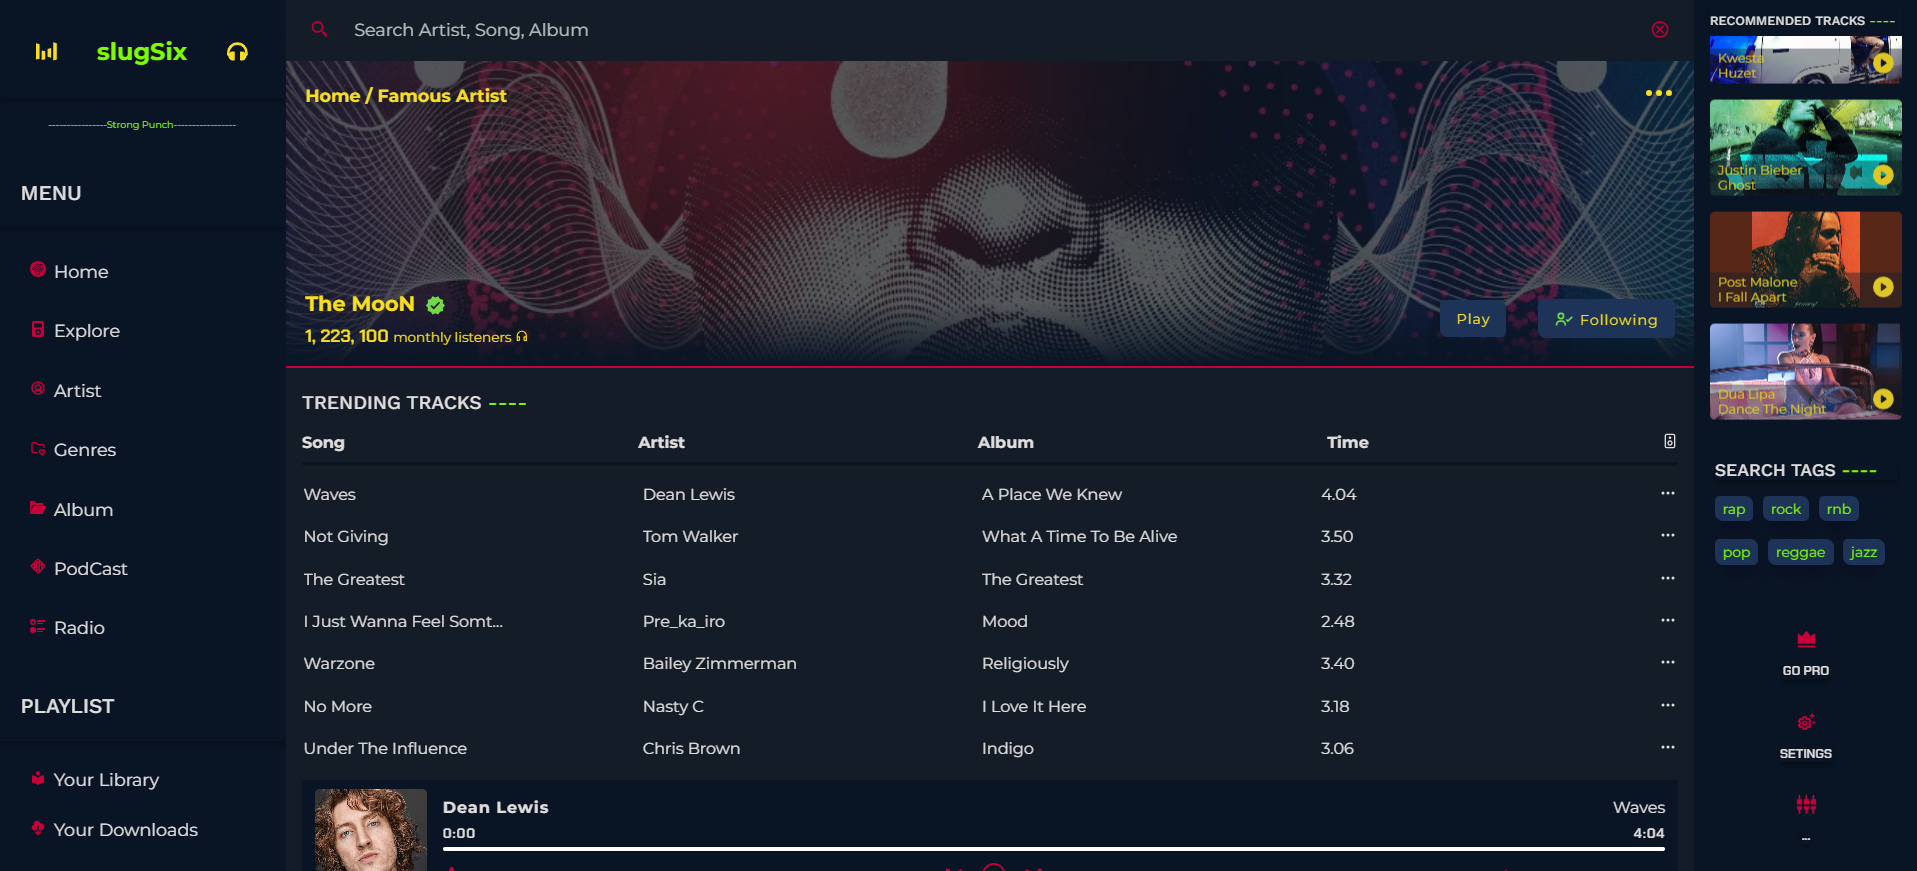 slugSix
----------------Strong Punch-----------------
MENU
Home
Explore
Artist
Genres
Album
PodCast
Radio
PLAYLIST
Your Library
Your Downloads
Search Artist, Song, Album
Home / Famous Artist
The MooN
1, 223, 100 monthly listeners
Play
Following
TRENDING TRACKS ----
Song Artist Album Time
Waves Dean Lewis A Place We Knew 4.04 ...
Not Giving Tom Walker What A Time To Be Alive 3.50 ...
The Greatest Sia The Greatest 3.32 ...
I Just Wanna Feel Somt... Pre_ka_iro Mood 2.48 ...
Warzone Bailey Zimmerman Religiously 3.40 ...
No More Nasty C I Love It Here 3.18 ...
Under The Influence Chris Brown Indigo 3.06 ...
Dean Lewis Waves
0:00 4:04
RECOMMENDED TRACKS ----
Kwesta
/Huzet
Justin Bieber
Ghost
Post Malone
I Fall Apart
Dua Lipa
Dance The Night
SEARCH TAGS ----
rap rock rnb
pop reggae jazz
GO PRO
SETINGS
...